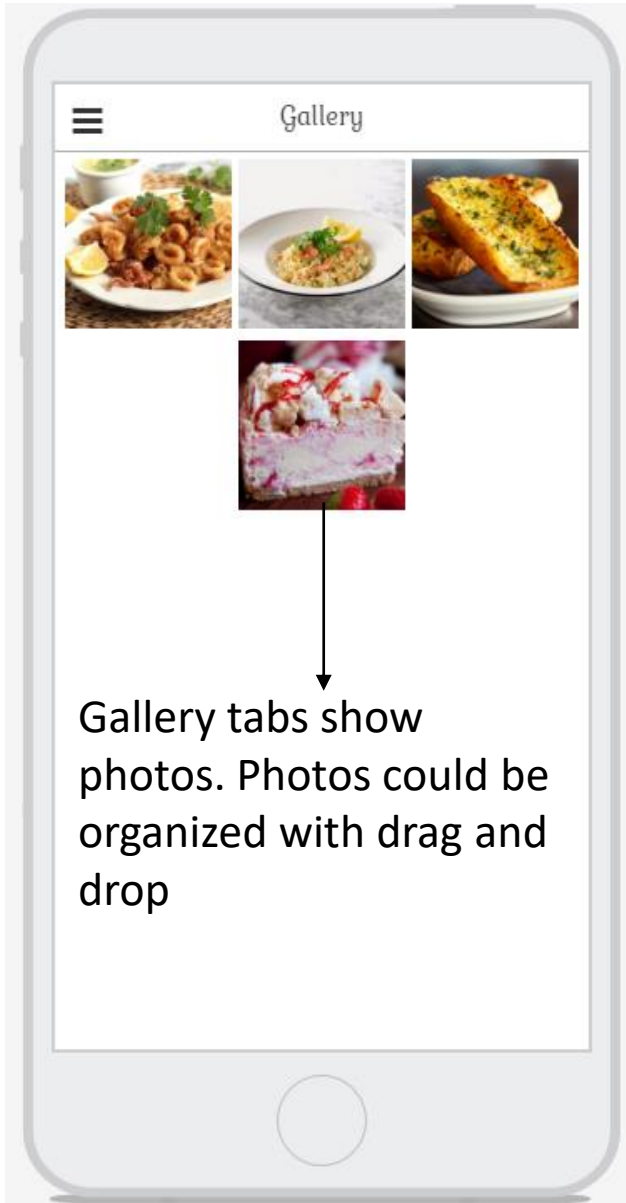 Gallery
Gallery tabs show
photos. Photos could be
organized with drag and
drop